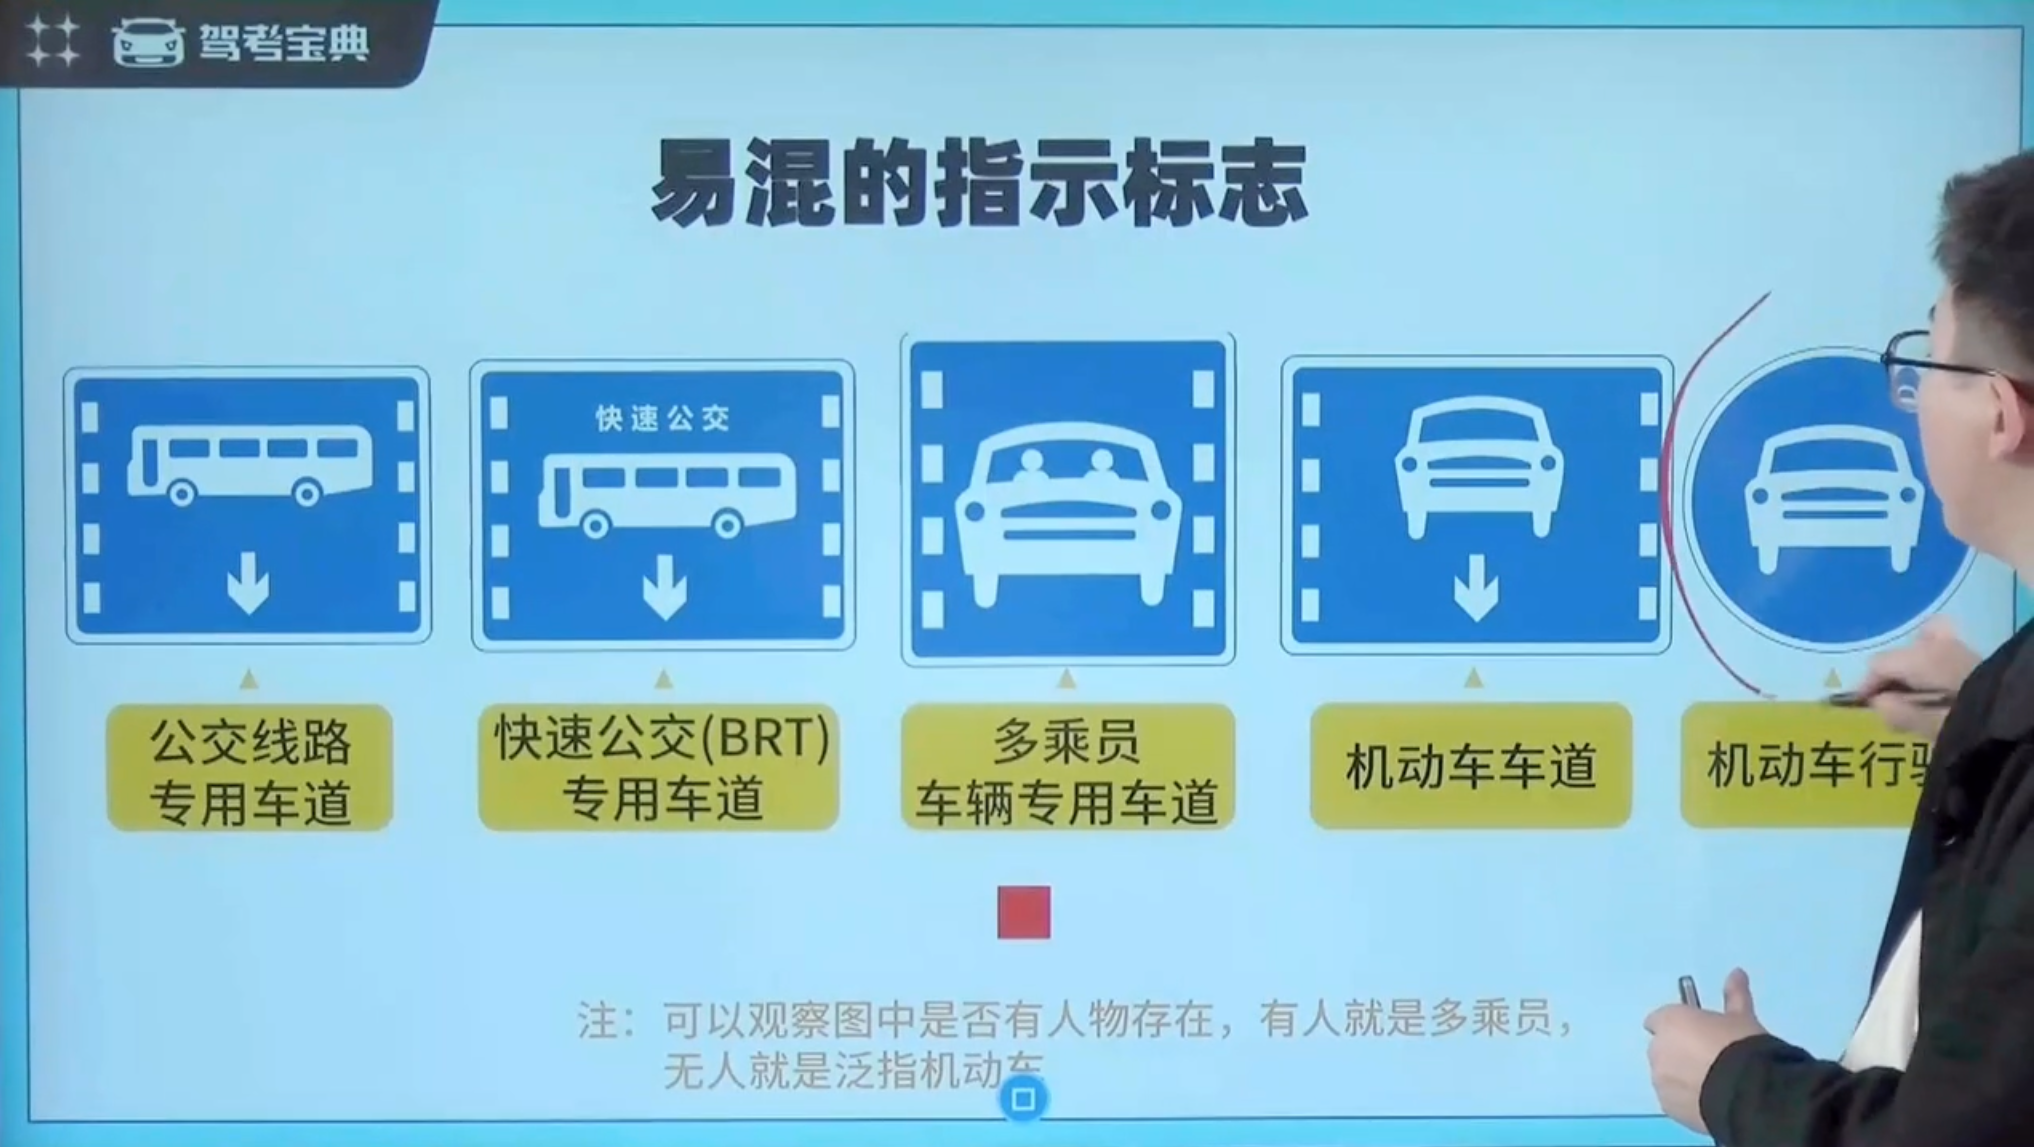 驾考宝典
易混的指示标志
快速公交
公交线路
专用车道
快速公交(BRT)
专用车道
多乘员
车辆专用车道
机动车车道
机动车行
注：可以观察图中是否有人物存在，有人就是多乘员，
无人就是泛指机动车